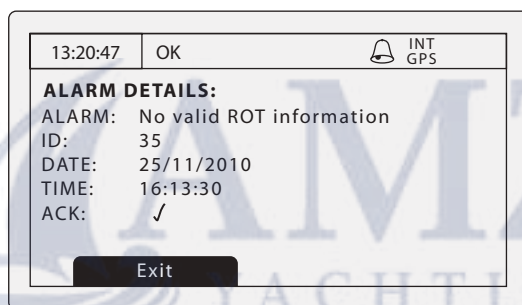 13:20:47 OK INT GPS
ALARM DETAILS:
ALARM: No valid ROT information
ID: 35
DATE: 25/11/2010
TIME: 16:13:30
ACK: ✓
Exit
YACHTI